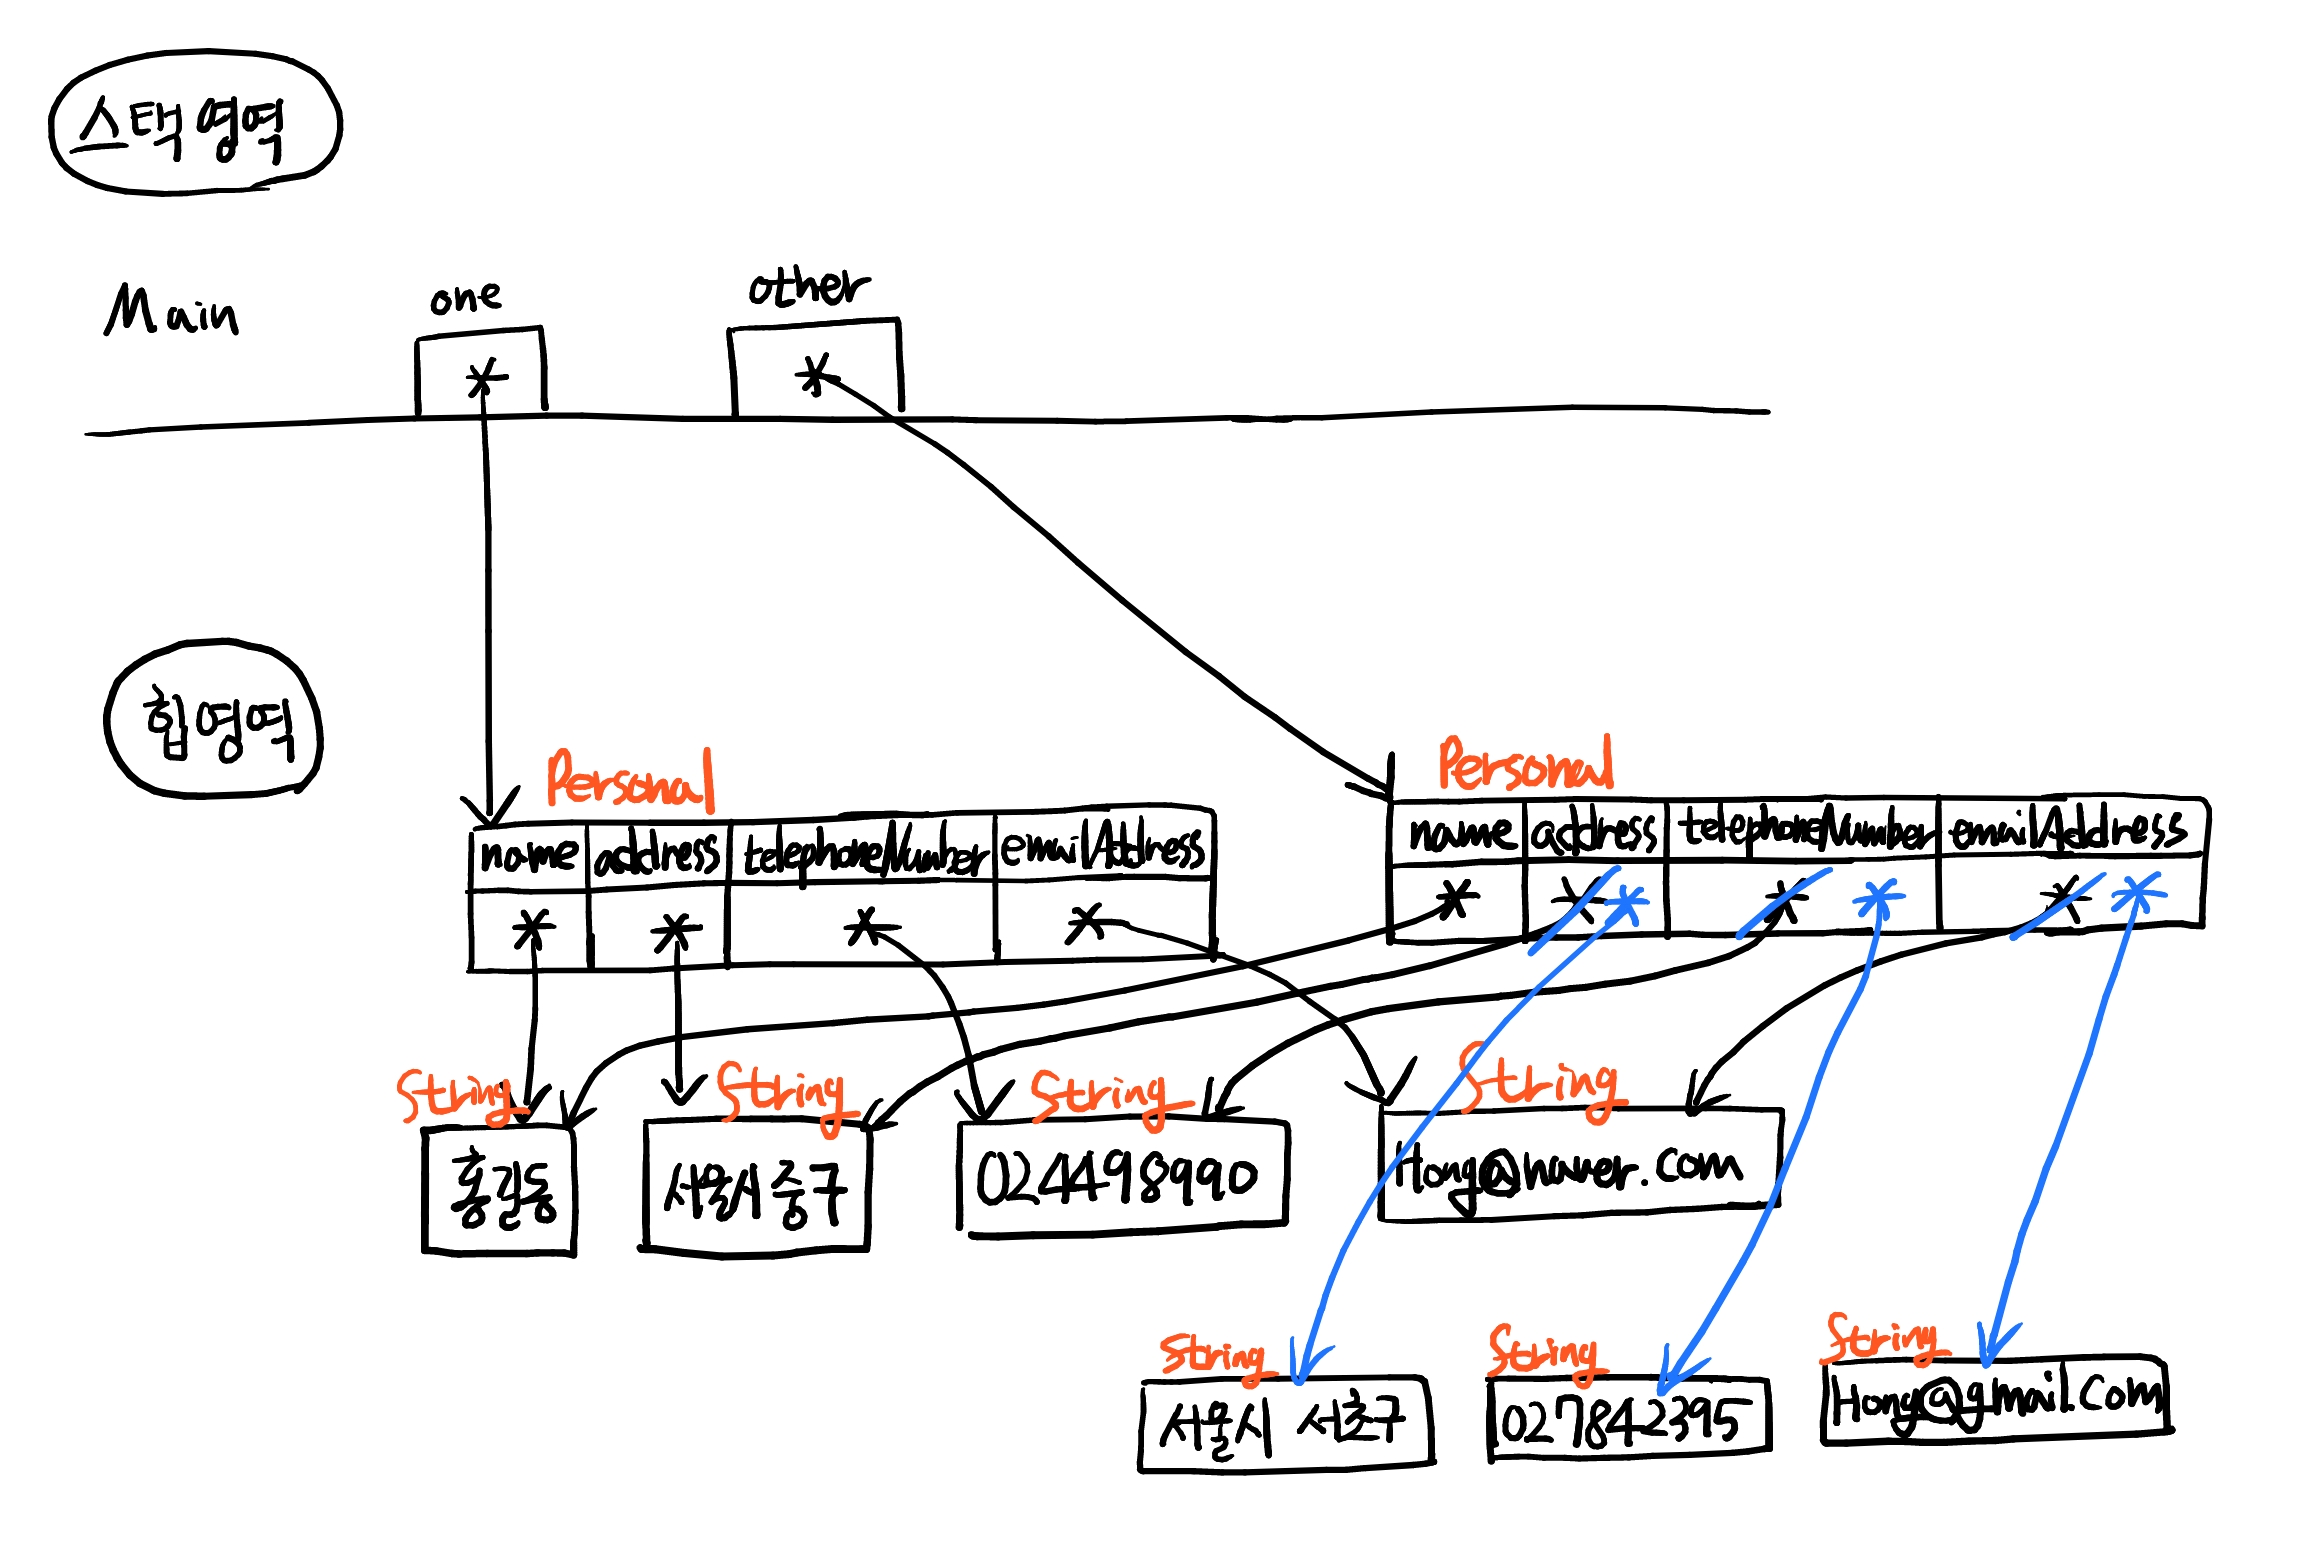 스택영역
Main
one
other
*
*
힙영역
Personal
Personal
name address telephoneNumber emailAddress
* * * *
name address telephoneNumber emailAddress
* * * * * * *
String
String
String
String
홍길동
서울시 중구
024498990
Hong@naver.com
String
String
String
서울시 서초구
027842395
Hong@gmail.com